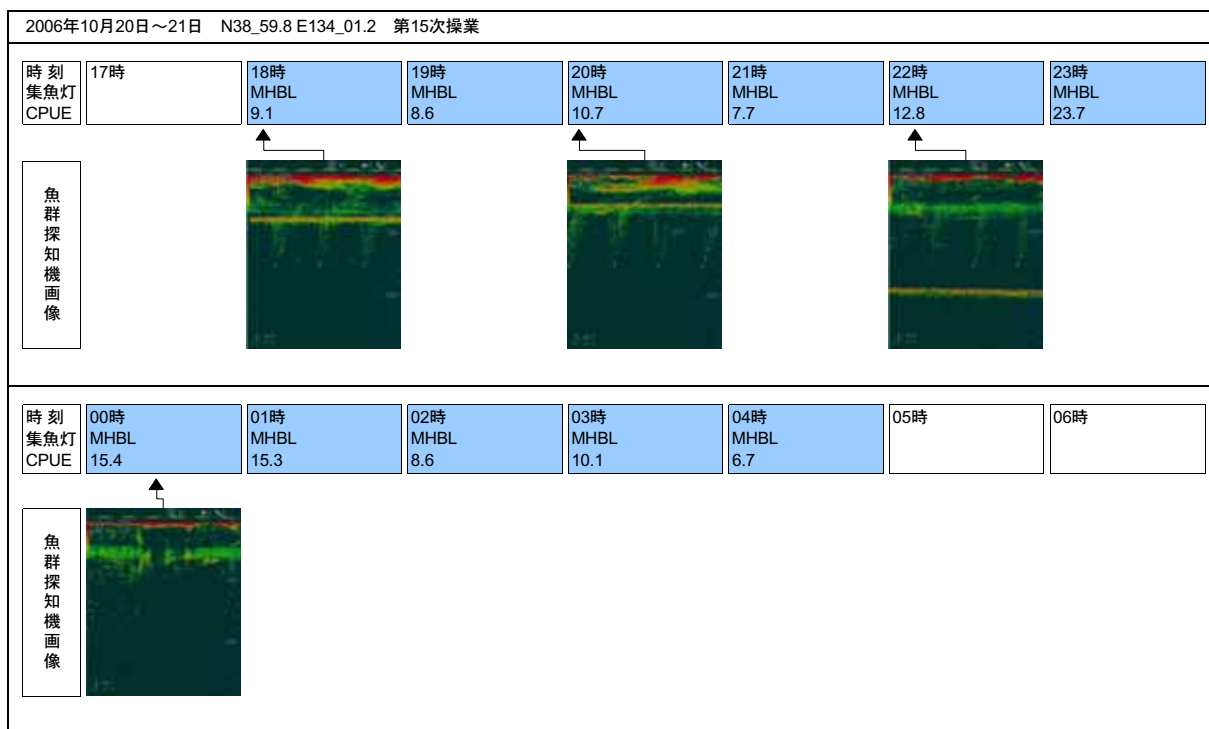 2006年10月20日～21日 N38_59.8 E134_01.2 第15次操業
時 刻 17時 18時 19時 20時 21時 22時 23時
集魚灯 MHBL MHBL MHBL MHBL MHBL MHBL
CPUE 9.1 8.6 10.7 7.7 12.8 23.7
魚群探知機画像
時 刻 00時 01時 02時 03時 04時 05時 06時
集魚灯 MHBL MHBL MHBL MHBL MHBL
CPUE 15.4 15.3 8.6 10.1 6.7
魚群探知機画像